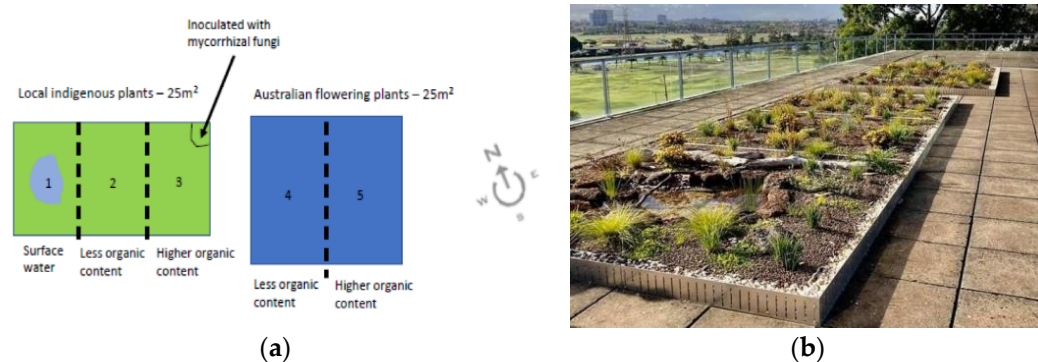 Inoculated with
mycorrhizal fungi
Local indigenous plants – 25m²
Australian flowering plants – 25m²
1
2
3
4
5
N
W
E
S
Surface
water
Less organic
content
Higher organic
content
Less organic
content
Higher organic
content
(a)
(b)